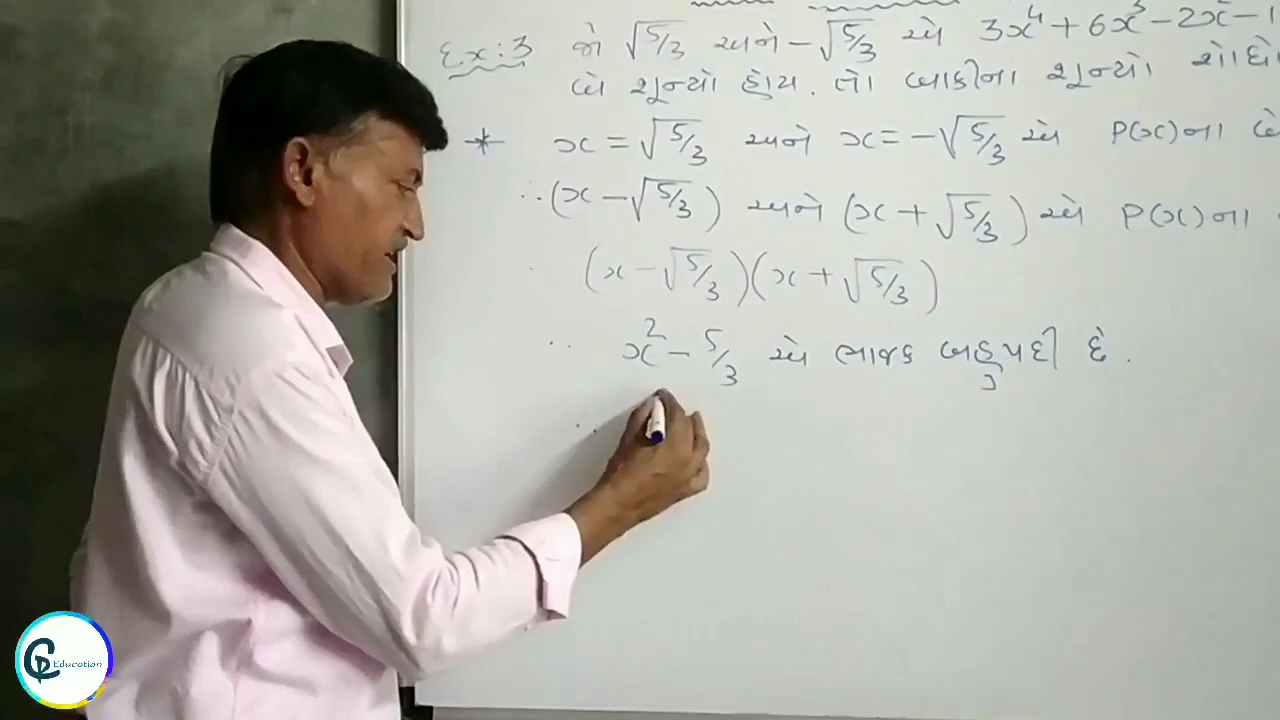 Ex:3 જો √5/3 અને -√5/3 એ 3x⁴ + 6x³ - 2x² - 1
બે શૂન્યો હોય. તો બાકીના શૂન્યો શોધો
* x = √5/3 અને x = -√5/3 એ P(x)ના બે
∴ (x - √5/3) અને (x + √5/3) એ P(x)ના
(x - √5/3)(x + √5/3)
∴ x² - 5/3 એ ભાજક બહુપદી છે.
Education